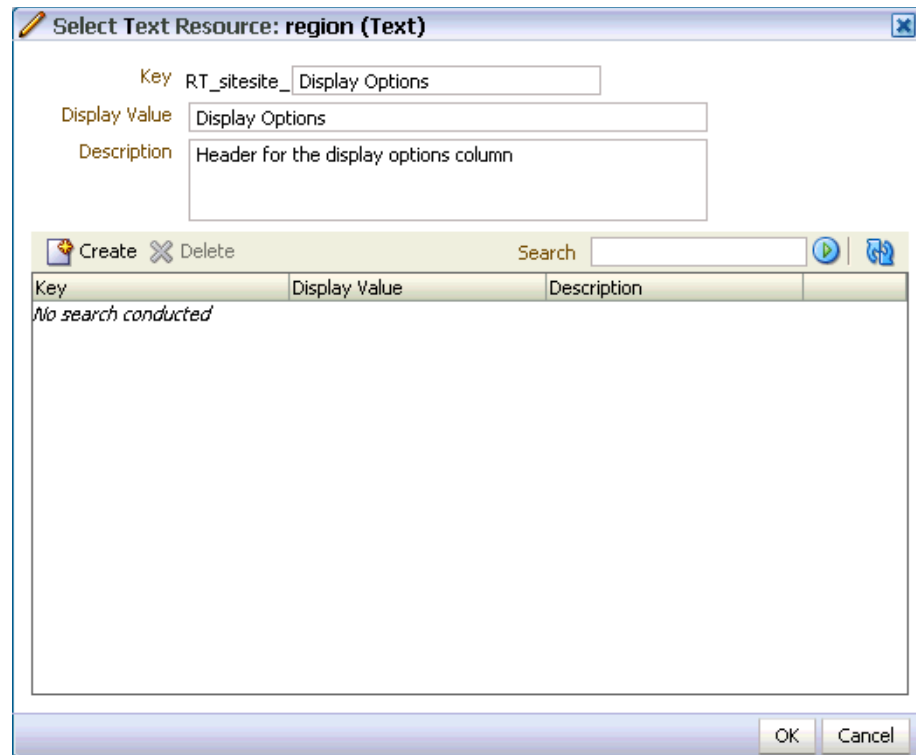 Select Text Resource: region (Text)
Key RT_sitesite_ Display Options
Display Value Display Options
Description Header for the display options column
Create Delete Search
Key Display Value Description
No search conducted
OK Cancel